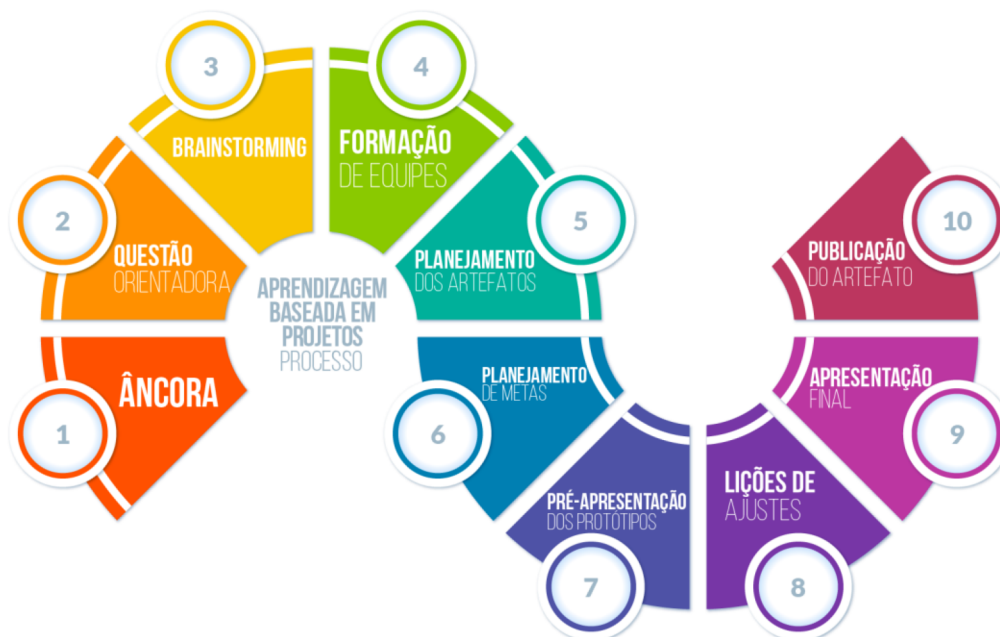 1
ÂNCORA
2
QUESTÃO
ORIENTADORA
3
BRAINSTORMING
4
FORMAÇÃO
DE EQUIPES
5
PLANEJAMENTO
DOS ARTEFATOS
6
PLANEJAMENTO
DE METAS
7
PRÉ-APRESENTAÇÃO
DOS PROTÓTIPOS
8
LIÇÕES DE
AJUSTES
9
APRESENTAÇÃO
FINAL
10
PUBLICAÇÃO
DO ARTEFATO
APRENDIZAGEM
BASEADA EM
PROJETOS
PROCESSO